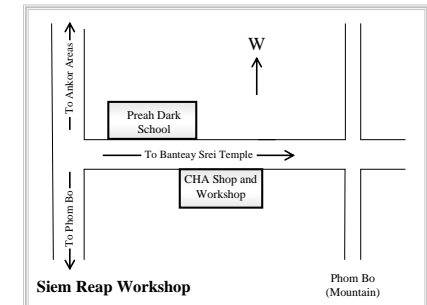 W
To Ankor Areas
Preah Dark
School
To Banteay Srei Temple
CHA Shop and
Workshop
To Phom Bo
Siem Reap Workshop
Phom Bo
(Mountain)